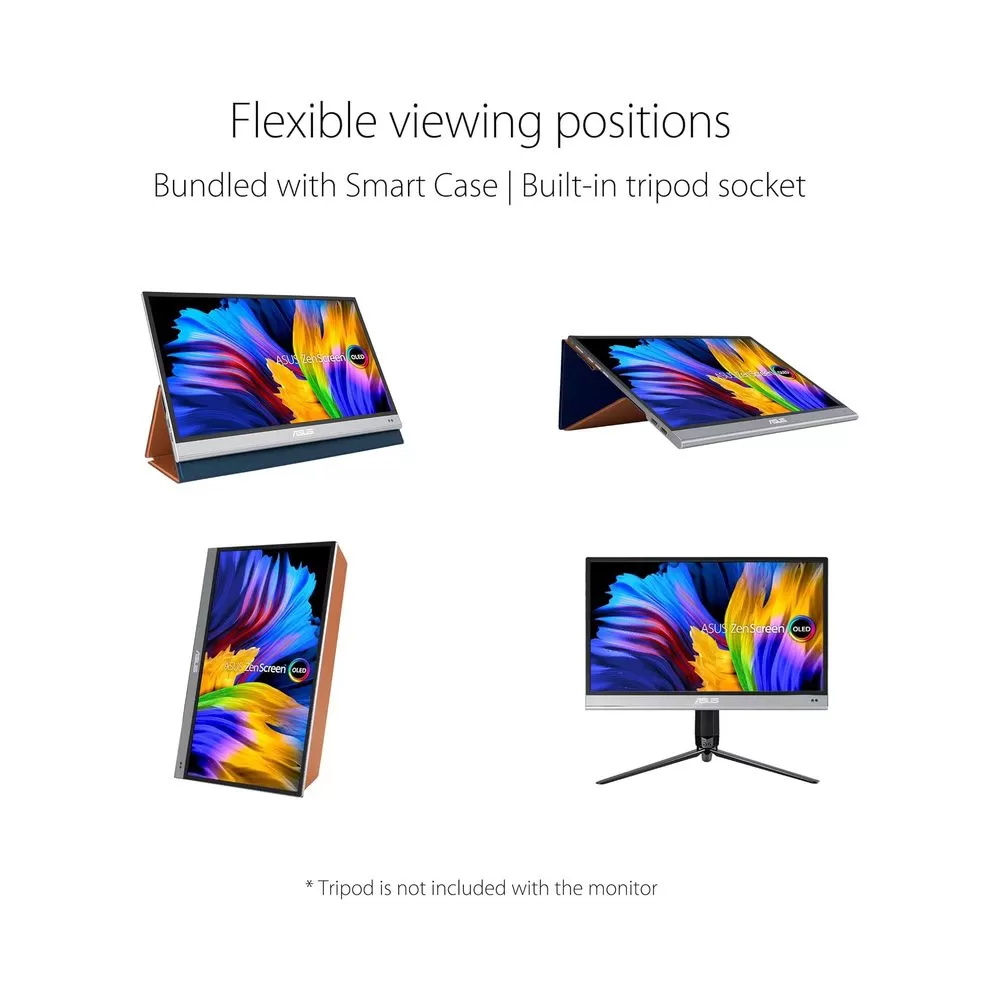 Flexible viewing positions
Bundled with Smart Case | Built-in tripod socket
ASUS ZenScreen OLED
ASUS
ASUS ZenScreen OLED
ASUS
ASUS ZenScreen OLED
ASUS
ASUS ZenScreen OLED
ASUS
* Tripod is not included with the monitor